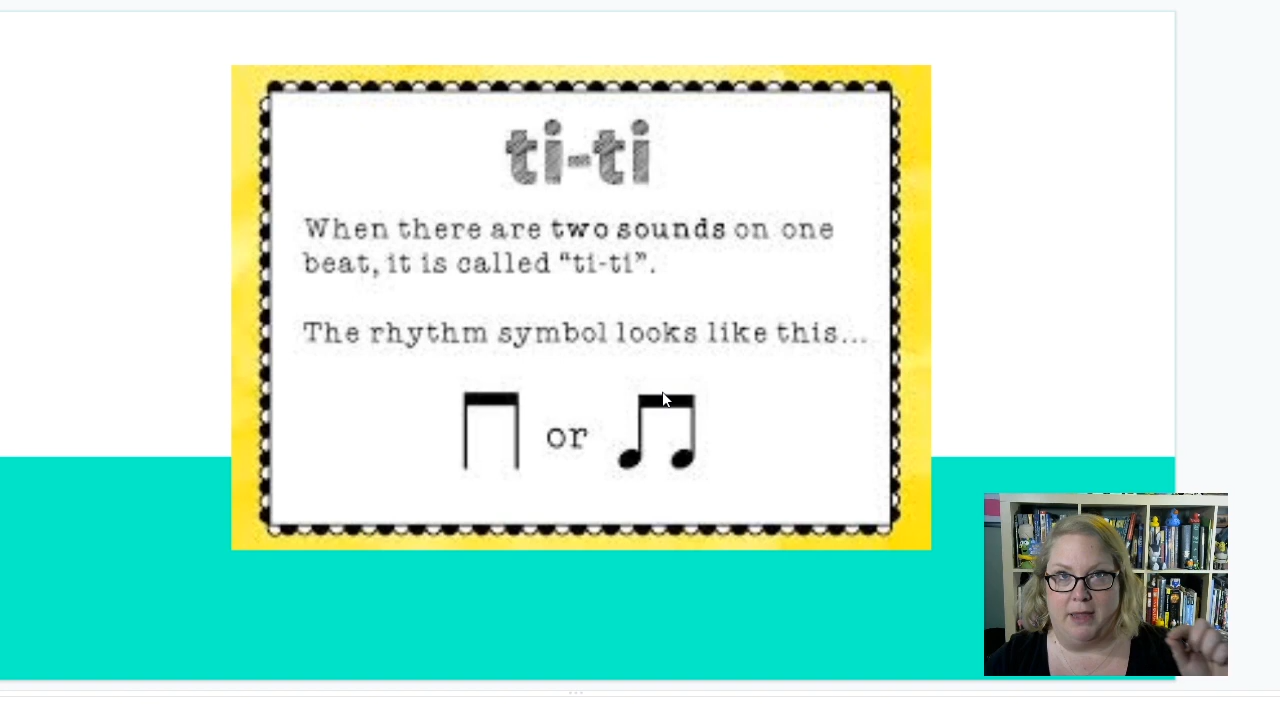 ti-ti
When there are two sounds on one
beat, it is called “ti-ti”.
The rhythm symbol looks like this...
or